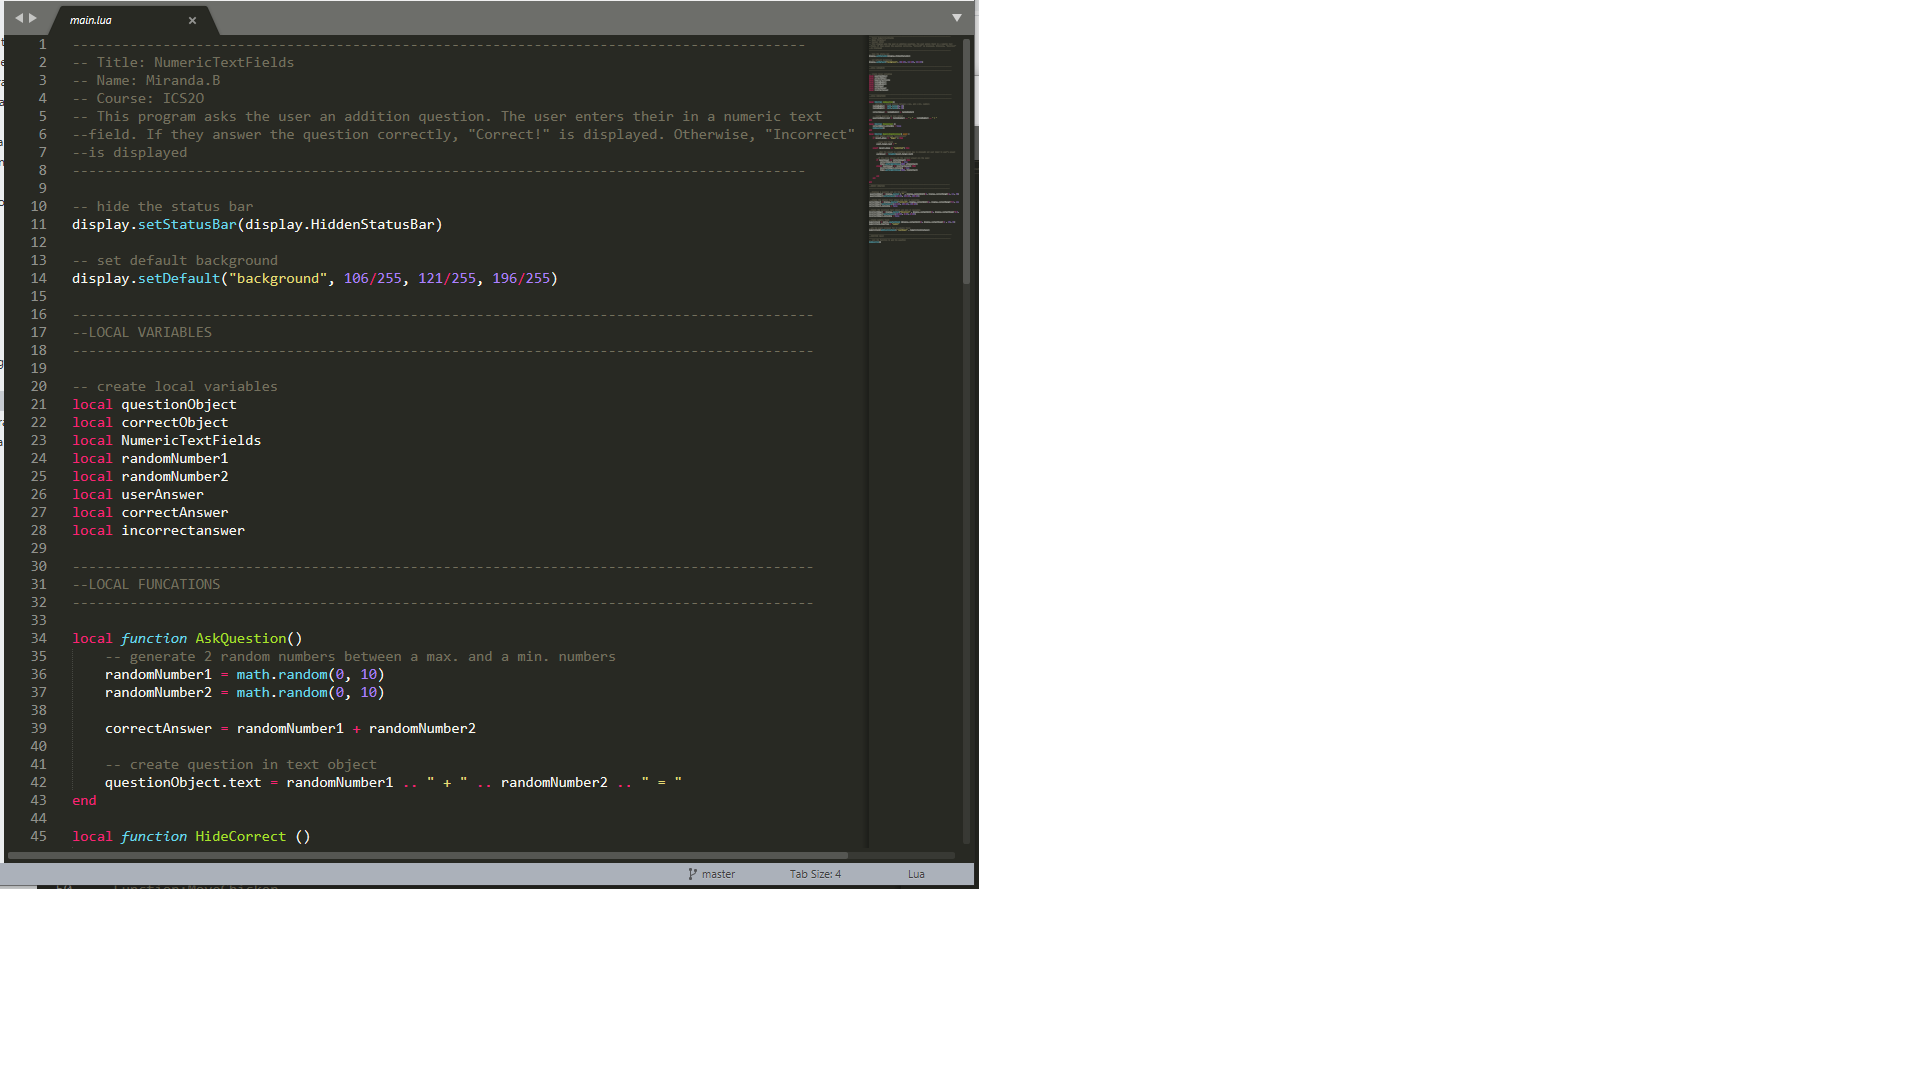 main.lua
1 -----------------------------------------------------------------------------------------
2 -- Title: NumericTextFields
3 -- Name: Miranda.B
4 -- Course: ICS2O
5 -- This program asks the user an addition question. The user enters their in a numeric text
6 --field. If they answer the question correctly, "Correct!" is displayed. Otherwise, "Incorrect"
7 --is displayed
8 -----------------------------------------------------------------------------------------
9
10 -- hide the status bar
11 display.setStatusBar(display.HiddenStatusBar)
12
13 -- set default background
14 display.setDefault("background", 106/255, 121/255, 196/255)
15
16 ------------------------------------------------------------------------------------------
17 --LOCAL VARIABLES
18 ------------------------------------------------------------------------------------------
19
20 -- create local variables
21 local questionObject
22 local correctObject
23 local NumericTextFields
24 local randomNumber1
25 local randomNumber2
26 local userAnswer
27 local correctAnswer
28 local incorrectanswer
29
30 ------------------------------------------------------------------------------------------
31 --LOCAL FUNCATIONS
32 ------------------------------------------------------------------------------------------
33
34 local function AskQuestion()
35     -- generate 2 random numbers between a max. and a min. numbers
36     randomNumber1 = math.random(0, 10)
37     randomNumber2 = math.random(0, 10)
38
39     correctAnswer = randomNumber1 + randomNumber2
40
41     -- create question in text object
42     questionObject.text = randomNumber1 .. " + " .. randomNumber2 .. " = "
43 end
44
45 local function HideCorrect ()
master Tab Size: 4 Lua